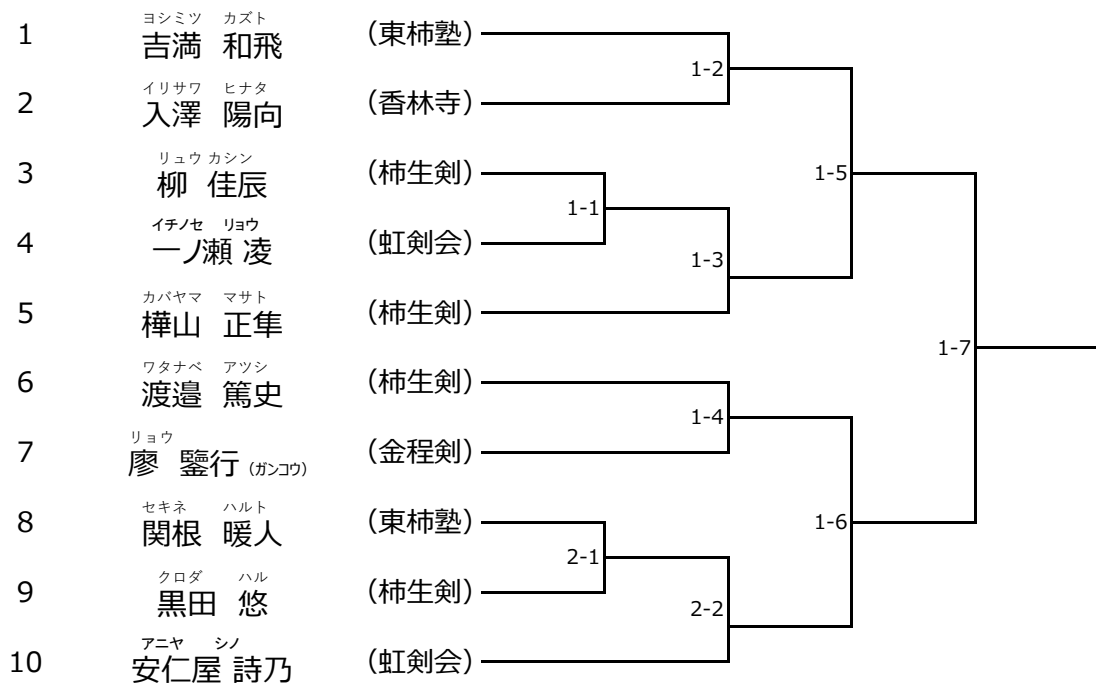 ヨシミツ カズト
1 吉満 和飛 (東柿塾)
1-2
イリサワ ヒナタ
2 入澤 陽向 (香林寺)
リュウ カシン
3 柳 佳辰 (柿生剣)
1-5
1-1
イチノセ リョウ
4 一ノ瀬 凌 (虹剣会)
1-3
カバヤマ マサト
5 樺山 正隼 (柿生剣)
1-7
ワタナベ アツシ
6 渡邉 篤史 (柿生剣)
1-4
リョウ
7 廖 鑒行 (ガンコウ) (金程剣)
セキネ ハルト
8 関根 暖人 (東柿塾)
1-6
2-1
クロダ ハル
9 黒田 悠 (柿生剣)
2-2
アニヤ シノ
10 安仁屋 詩乃 (虹剣会)